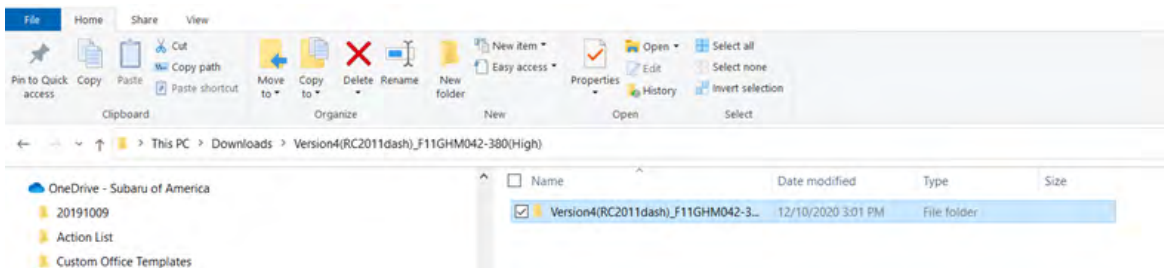 File Home Share View
Pin to Quick access
Copy
Paste
Cut
Copy path
Paste shortcut
Clipboard
Move to
Copy to
Delete
Rename
Organize
New folder
New item
Easy access
New
Properties
Open
Edit
History
Open
Select all
Select none
Invert selection
Select
This PC > Downloads > Version4(RC2011dash)_F11GHM042-380(High)
OneDrive - Subaru of America
20191009
Action List
Custom Office Templates
Name Date modified Type Size
Version4(RC2011dash)_F11GHM042-3... 12/10/2020 3:01 PM File folder